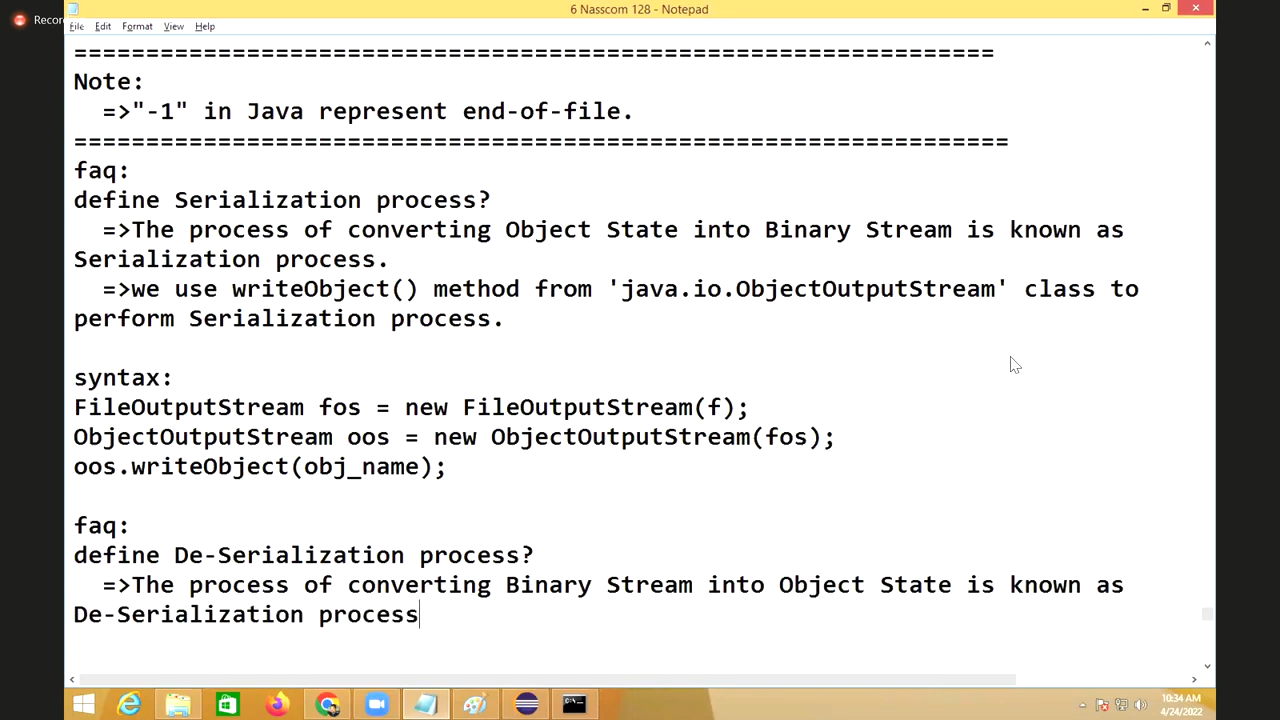 Recor
6 Nasscom 128 - Notepad
File Edit Format View Help
================================================================
Note:
=>"-1" in Java represent end-of-file.
=================================================================
faq:
define Serialization process?
=>The process of converting Object State into Binary Stream is known as
Serialization process.
=>we use writeObject() method from 'java.io.ObjectOutputStream' class to
perform Serialization process.
syntax:
FileOutputStream fos = new FileOutputStream(f);
ObjectOutputStream oos = new ObjectOutputStream(fos);
oos.writeObject(obj_name);
faq:
define De-Serialization process?
=>The process of converting Binary Stream into Object State is known as
De-Serialization process
10:34 AM
4/24/2022